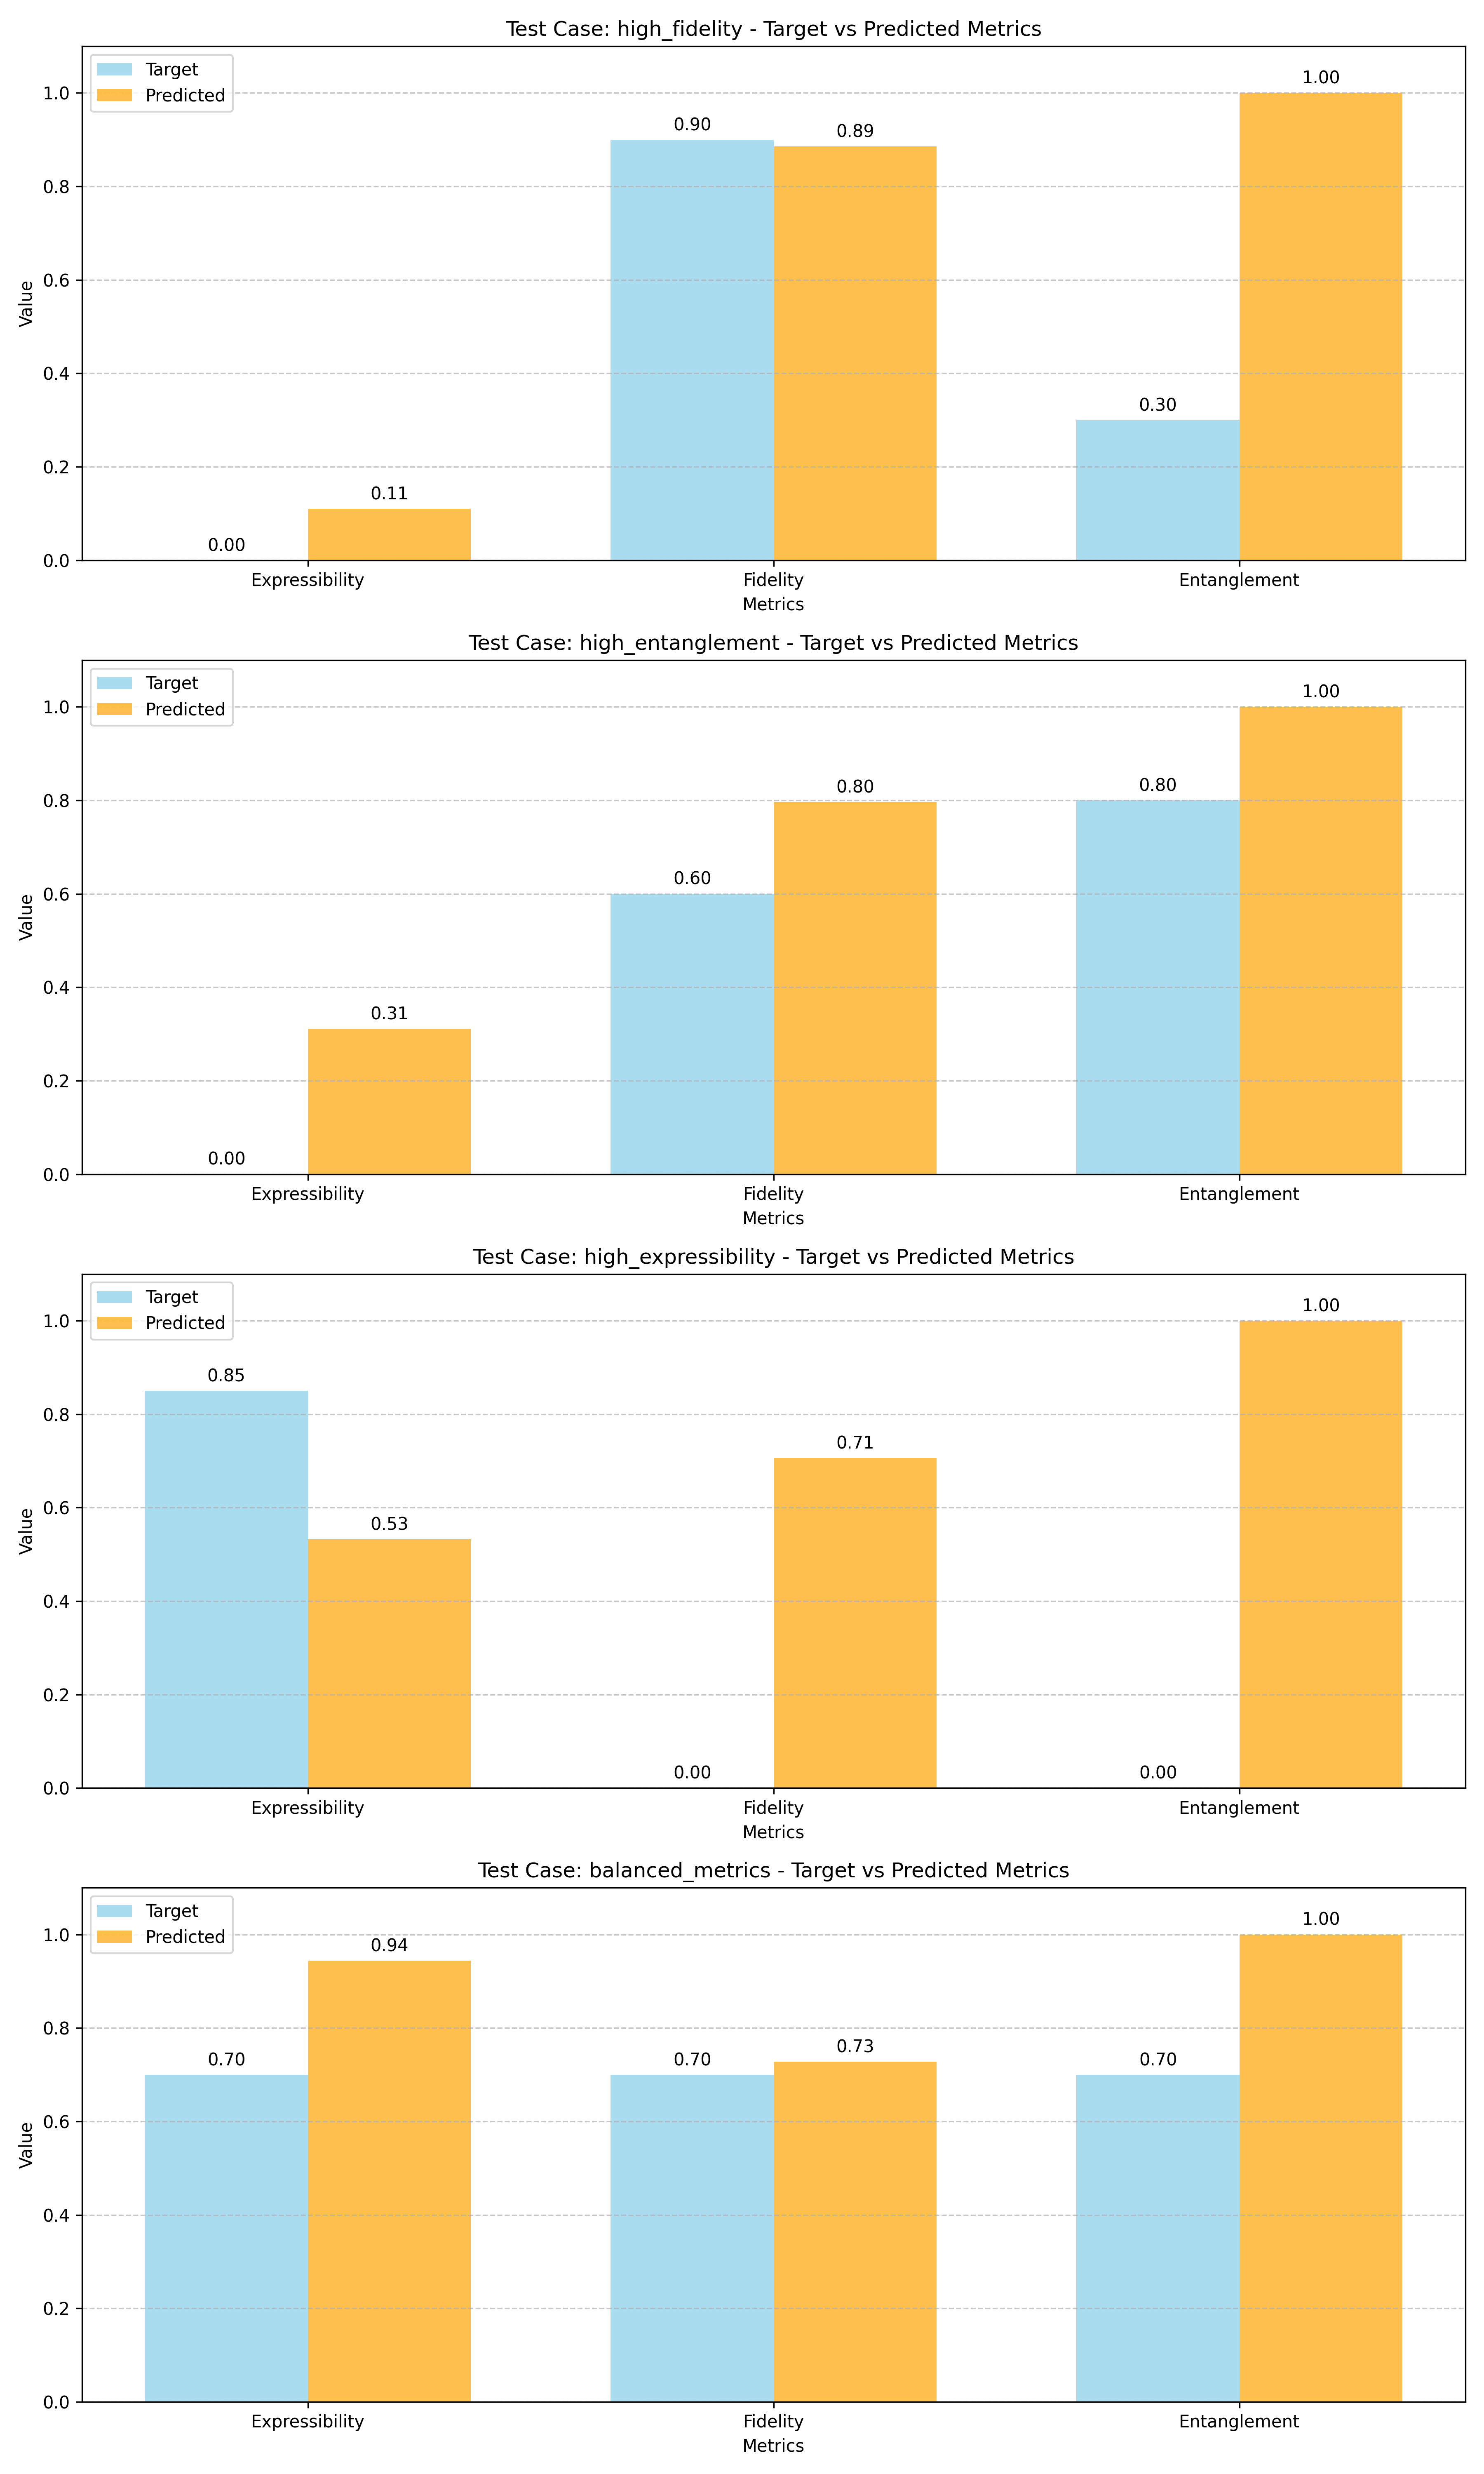 Test Case: high_fidelity - Target vs Predicted Metrics
Target
Predicted
1.0
0.8
0.6
0.4
0.2
0.0
Value
0.00
0.11
0.90
0.89
0.30
1.00
Expressibility
Fidelity
Entanglement
Metrics
Test Case: high_entanglement - Target vs Predicted Metrics
Target
Predicted
1.0
0.8
0.6
0.4
0.2
0.0
Value
0.00
0.31
0.60
0.80
0.80
1.00
Expressibility
Fidelity
Entanglement
Metrics
Test Case: high_expressibility - Target vs Predicted Metrics
Target
Predicted
1.0
0.8
0.6
0.4
0.2
0.0
Value
0.85
0.53
0.00
0.71
0.00
1.00
Expressibility
Fidelity
Entanglement
Metrics
Test Case: balanced_metrics - Target vs Predicted Metrics
Target
Predicted
1.0
0.8
0.6
0.4
0.2
0.0
Value
0.70
0.94
0.70
0.73
0.70
1.00
Expressibility
Fidelity
Entanglement
Metrics